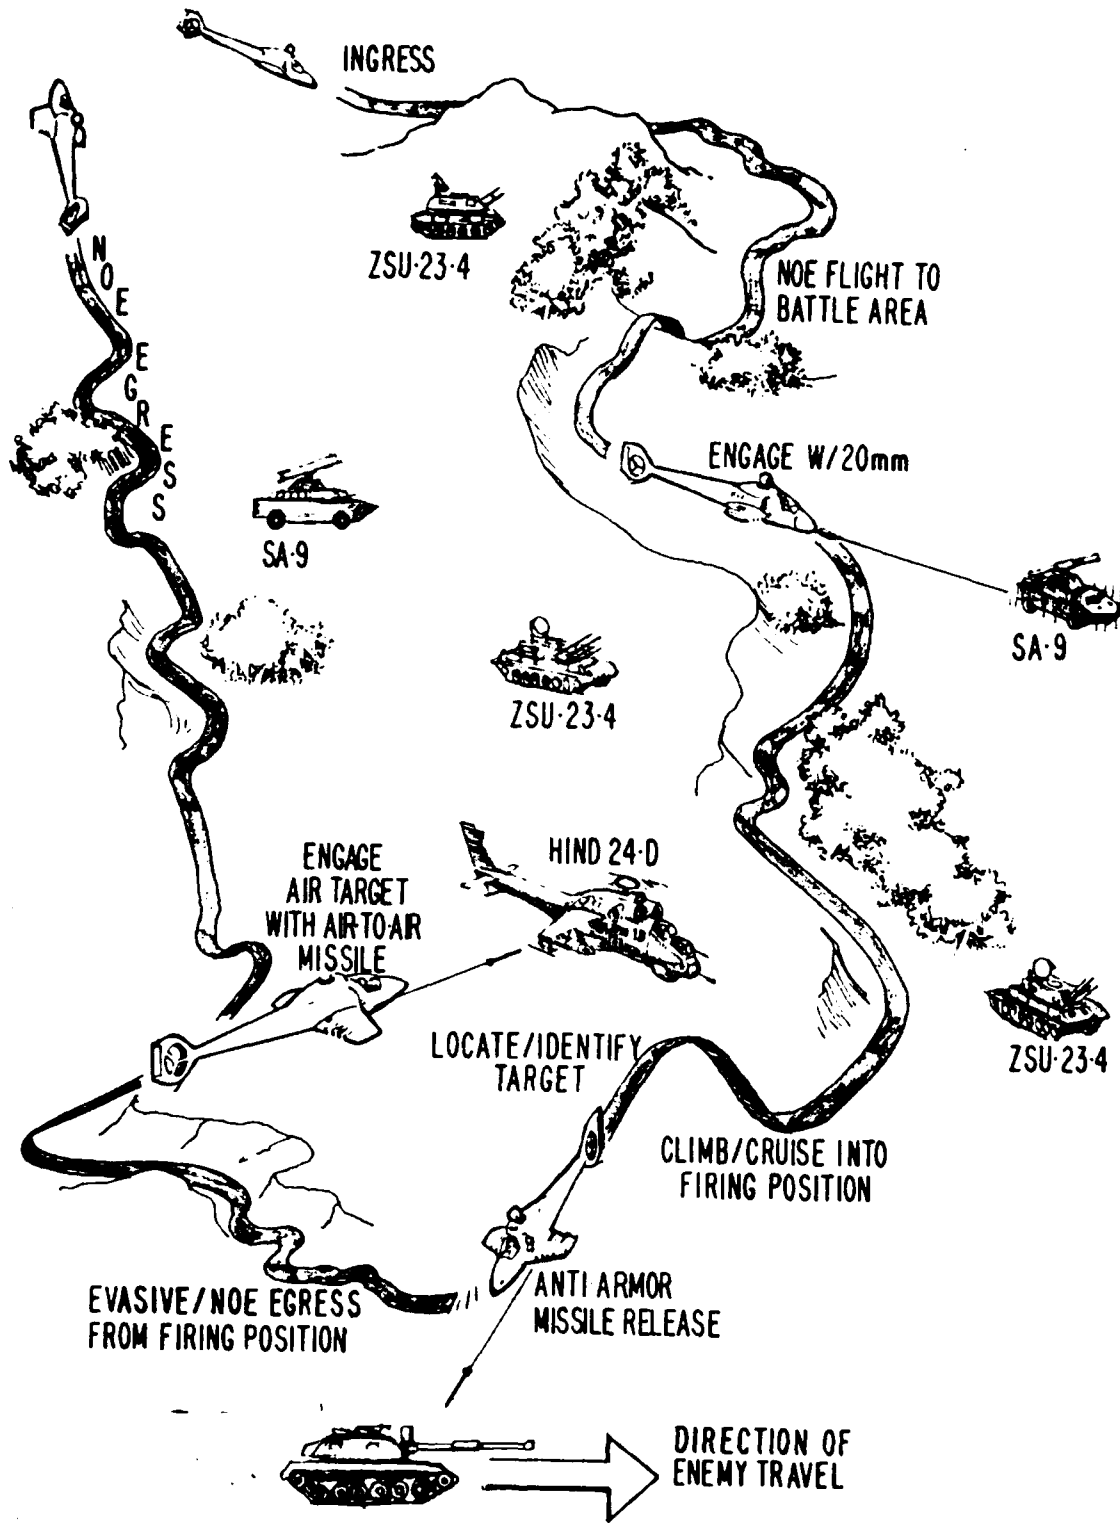 INGRESS
ZSU-23-4
NOE FLIGHT TO
BATTLE AREA
NOE EGRESS
ENGAGE W/20mm
SA-9
SA-9
ZSU-23-4
ENGAGE
AIR TARGET
WITH AIR-TO-AIR
MISSILE
HIND 24-D
LOCATE/IDENTIFY
TARGET
ZSU-23-4
CLIMB/CRUISE INTO
FIRING POSITION
EVASIVE/NOE EGRESS
FROM FIRING POSITION
ANTI ARMOR
MISSILE RELEASE
DIRECTION OF
ENEMY TRAVEL